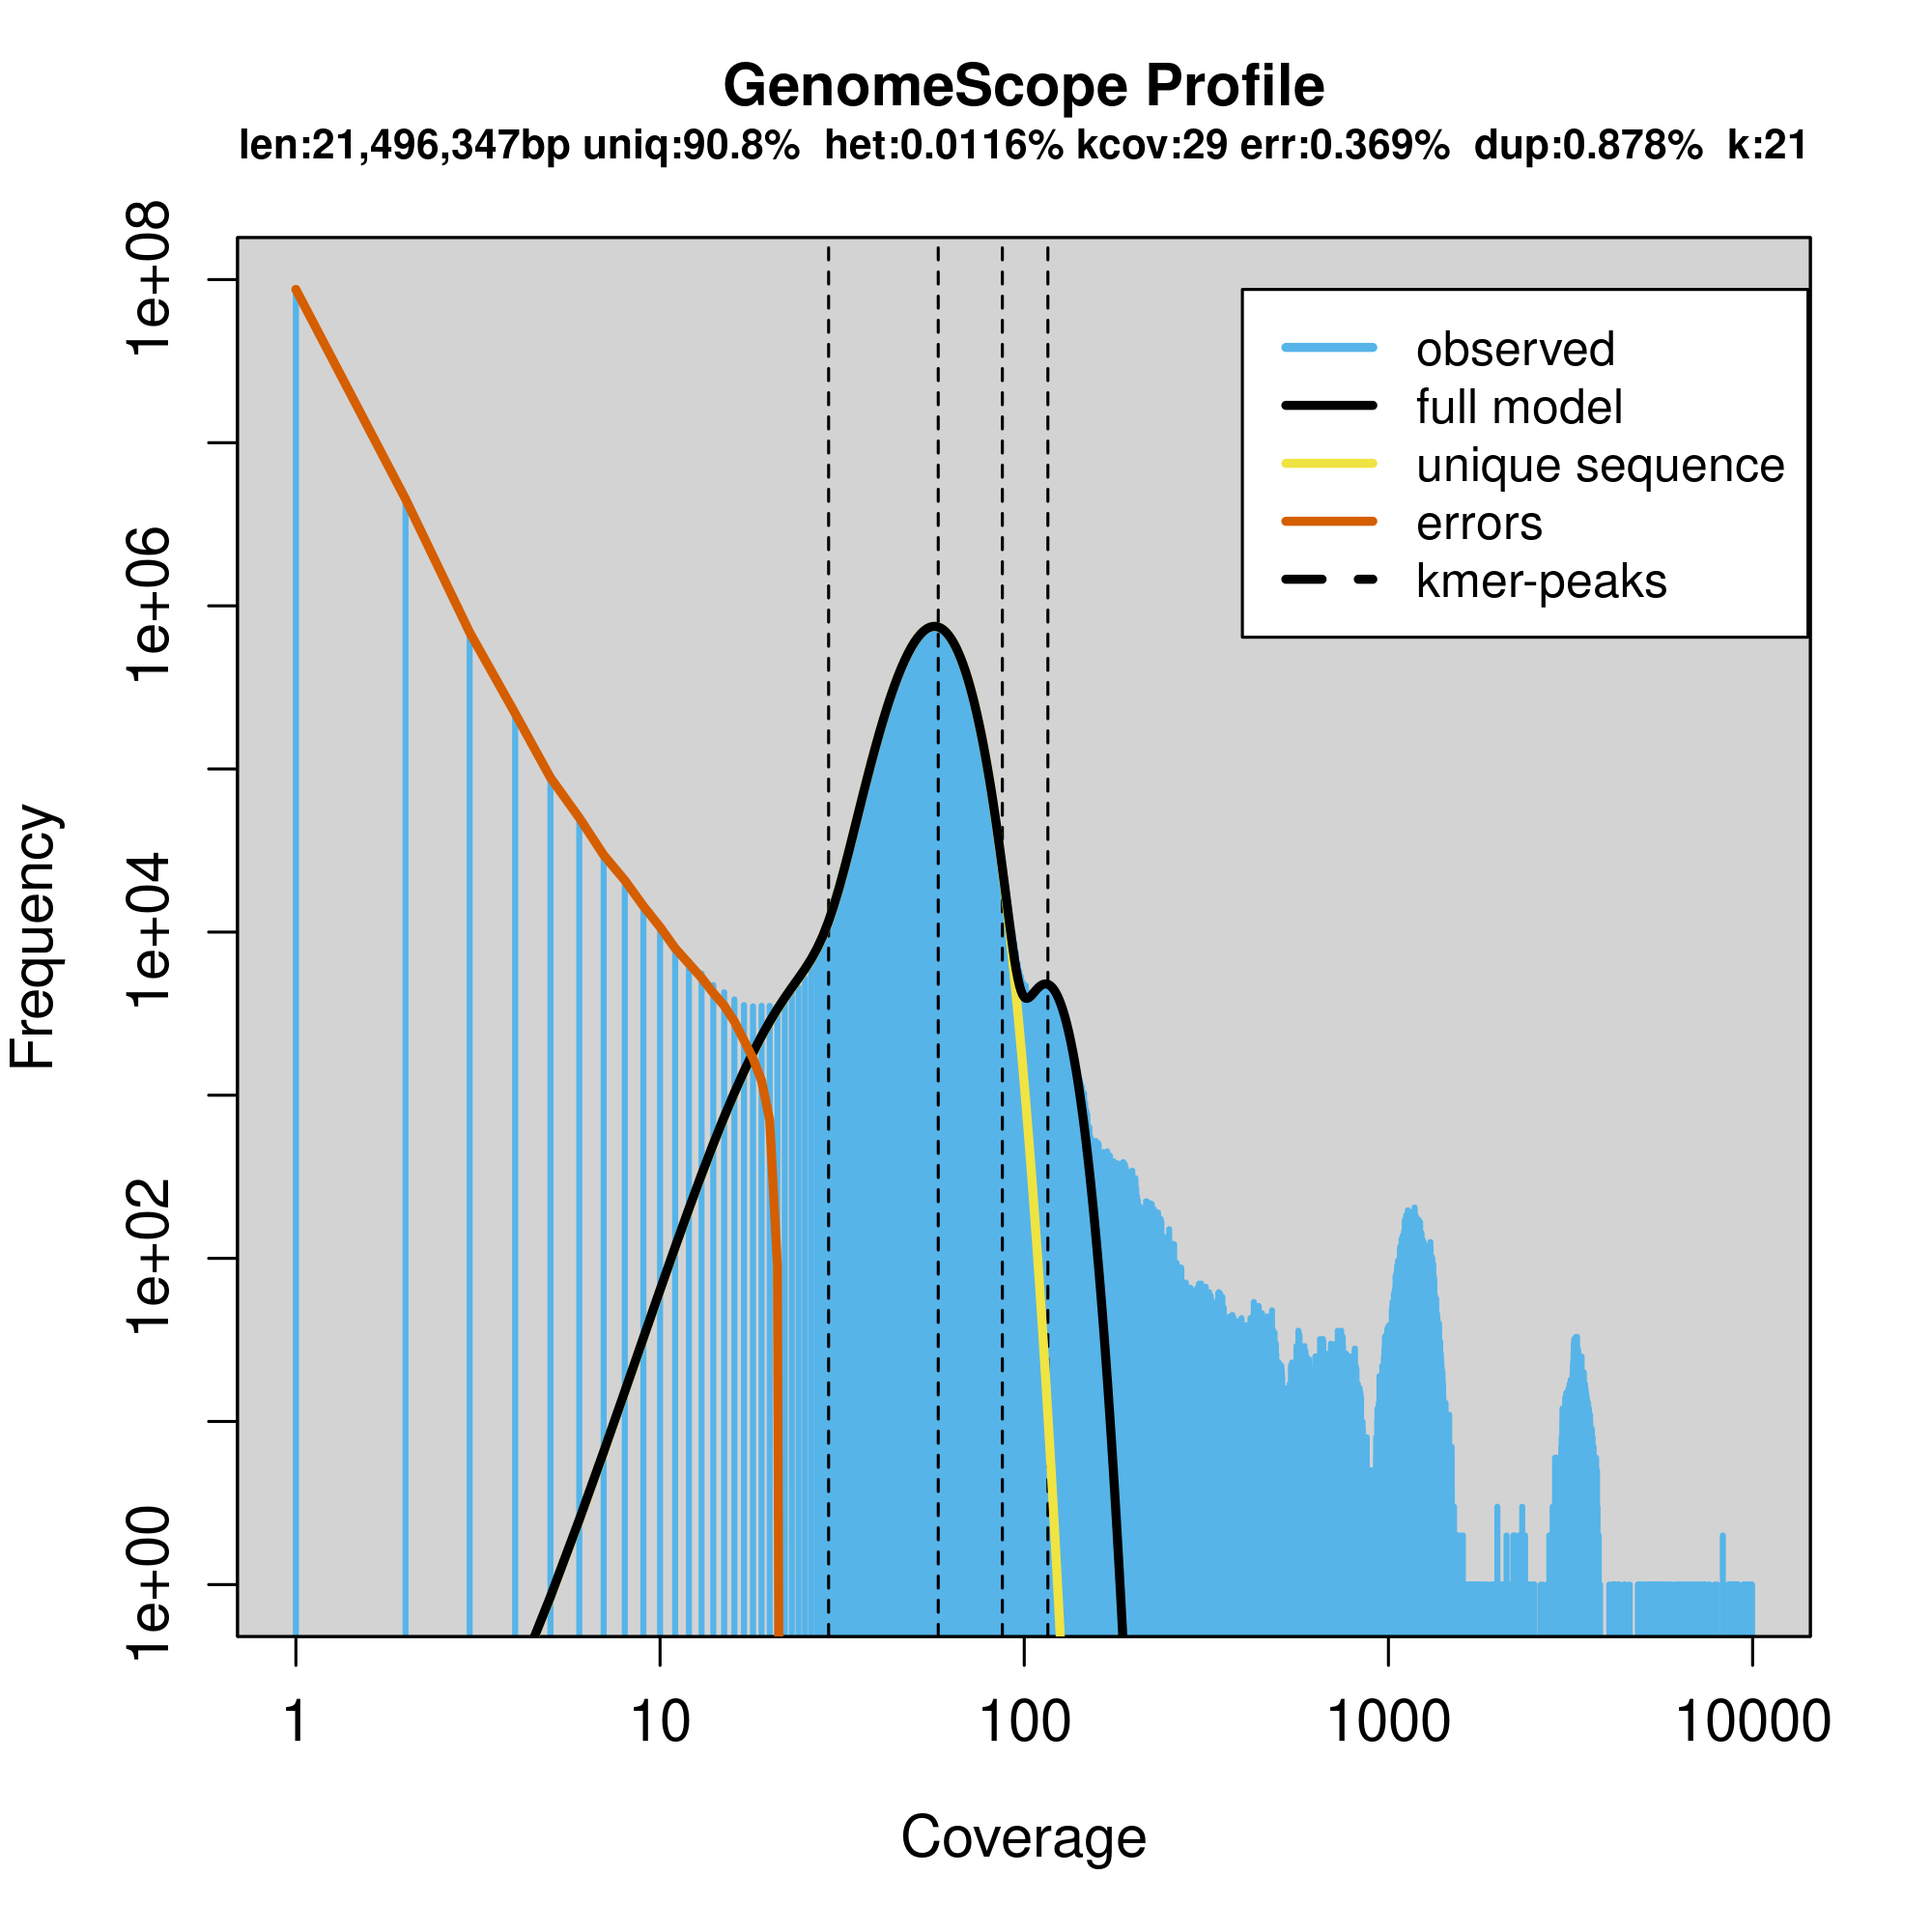 GenomeScope Profile
len:21,496,347bp uniq:90.8% het:0.0116% kcov:29 err:0.369% dup:0.878% k:21
1e+08
1e+06
1e+04
1e+02
1e+00
Frequency
observed
full model
unique sequence
errors
kmer-peaks
1 10 100 1000 10000
Coverage